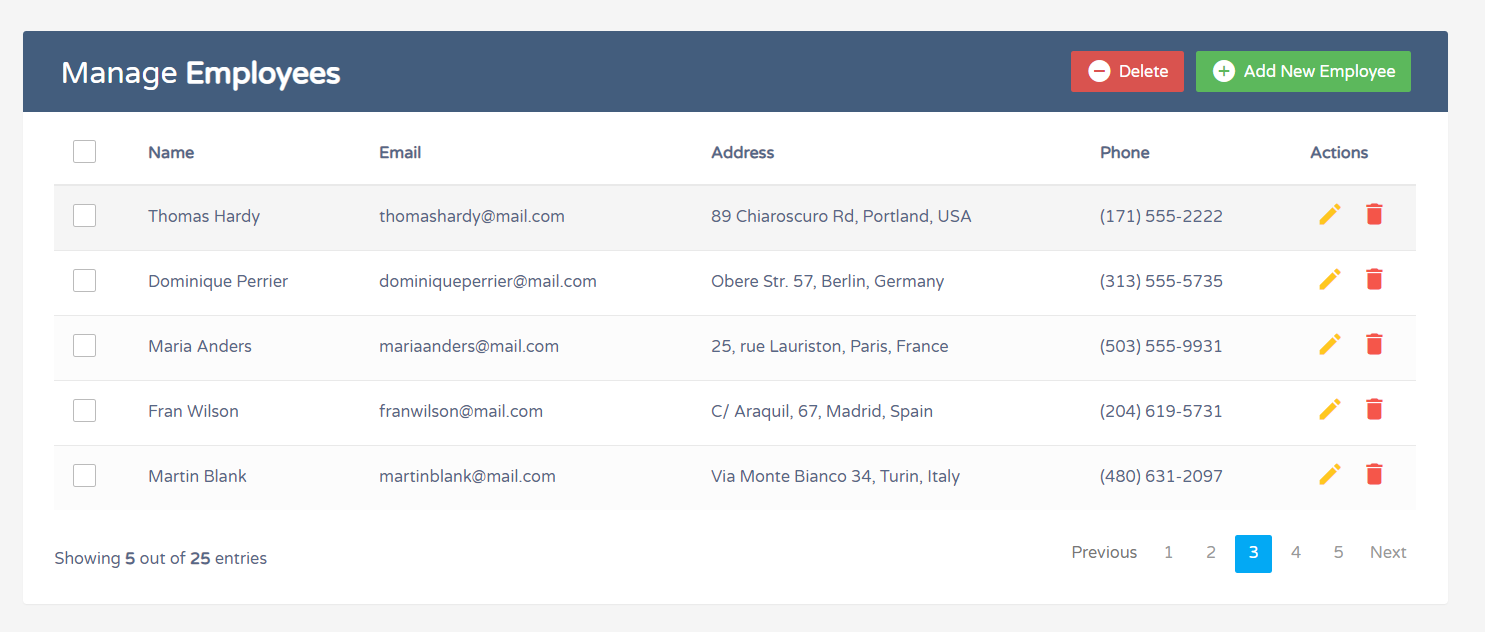 Manage Employees Delete Add New Employee
Name Email Address Phone Actions
Thomas Hardy thomashardy@mail.com 89 Chiaroscuro Rd, Portland, USA (171) 555-2222
Dominique Perrier dominiqueperrier@mail.com Obere Str. 57, Berlin, Germany (313) 555-5735
Maria Anders mariaanders@mail.com 25, rue Lauriston, Paris, France (503) 555-9931
Fran Wilson franwilson@mail.com C/ Araquil, 67, Madrid, Spain (204) 619-5731
Martin Blank martinblank@mail.com Via Monte Bianco 34, Turin, Italy (480) 631-2097
Showing 5 out of 25 entries Previous 1 2 3 4 5 Next